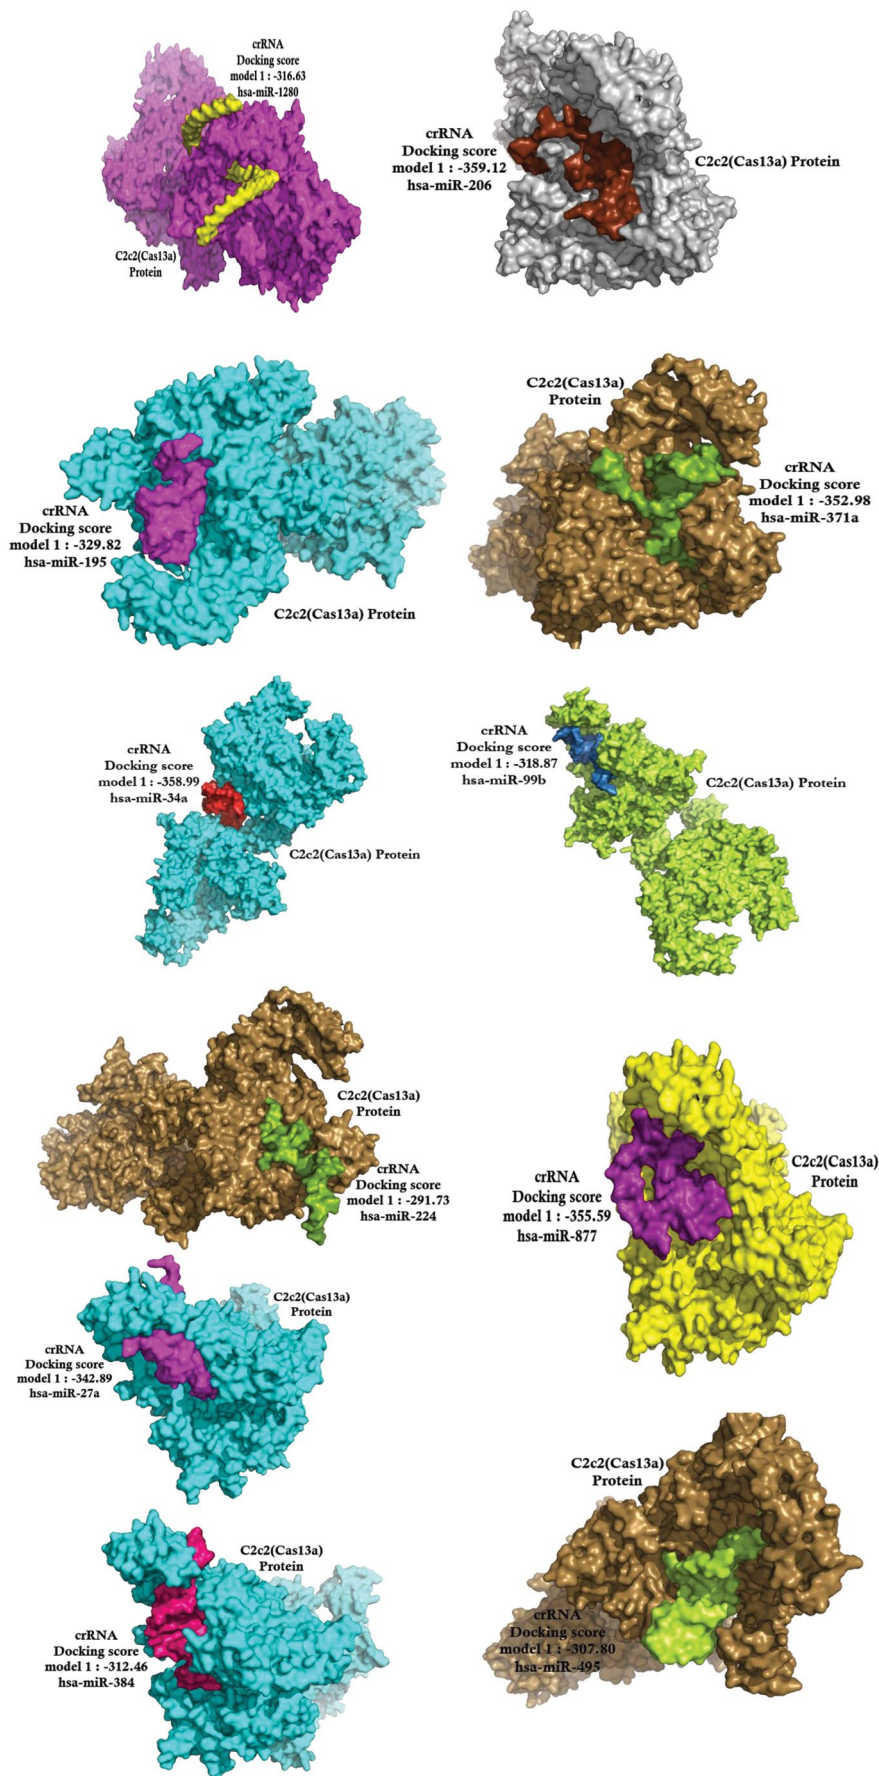 crRNA
Docking score
model 1 : -316.63
hsa-miR-1280
C2c2(Cas13a)
Protein
crRNA
Docking score
model 1 : -359.12
hsa-miR-206
C2c2(Cas13a) Protein
crRNA
Docking score
model 1 : -329.82
hsa-miR-195
C2c2(Cas13a) Protein
C2c2(Cas13a)
Protein
crRNA
Docking score
model 1 : -352.98
hsa-miR-371a
crRNA
Docking score
model 1 : -358.99
hsa-miR-34a
C2c2(Cas13a) Protein
crRNA
Docking score
model 1 : -318.87
hsa-miR-99b
C2c2(Cas13a) Protein
C2c2(Cas13a)
Protein
crRNA
Docking score
model 1 : -291.73
hsa-miR-224
C2c2(Cas13a)
Protein
crRNA
Docking score
model 1 : -355.59
hsa-miR-877
C2c2(Cas13a)
Protein
crRNA
Docking score
model 1 : -342.89
hsa-miR-27a
C2c2(Cas13a)
Protein
crRNA
Docking score
model 1 : -307.80
hsa-miR-495
C2c2(Cas13a)
Protein
crRNA
Docking score
model 1 : -312.46
hsa-miR-384